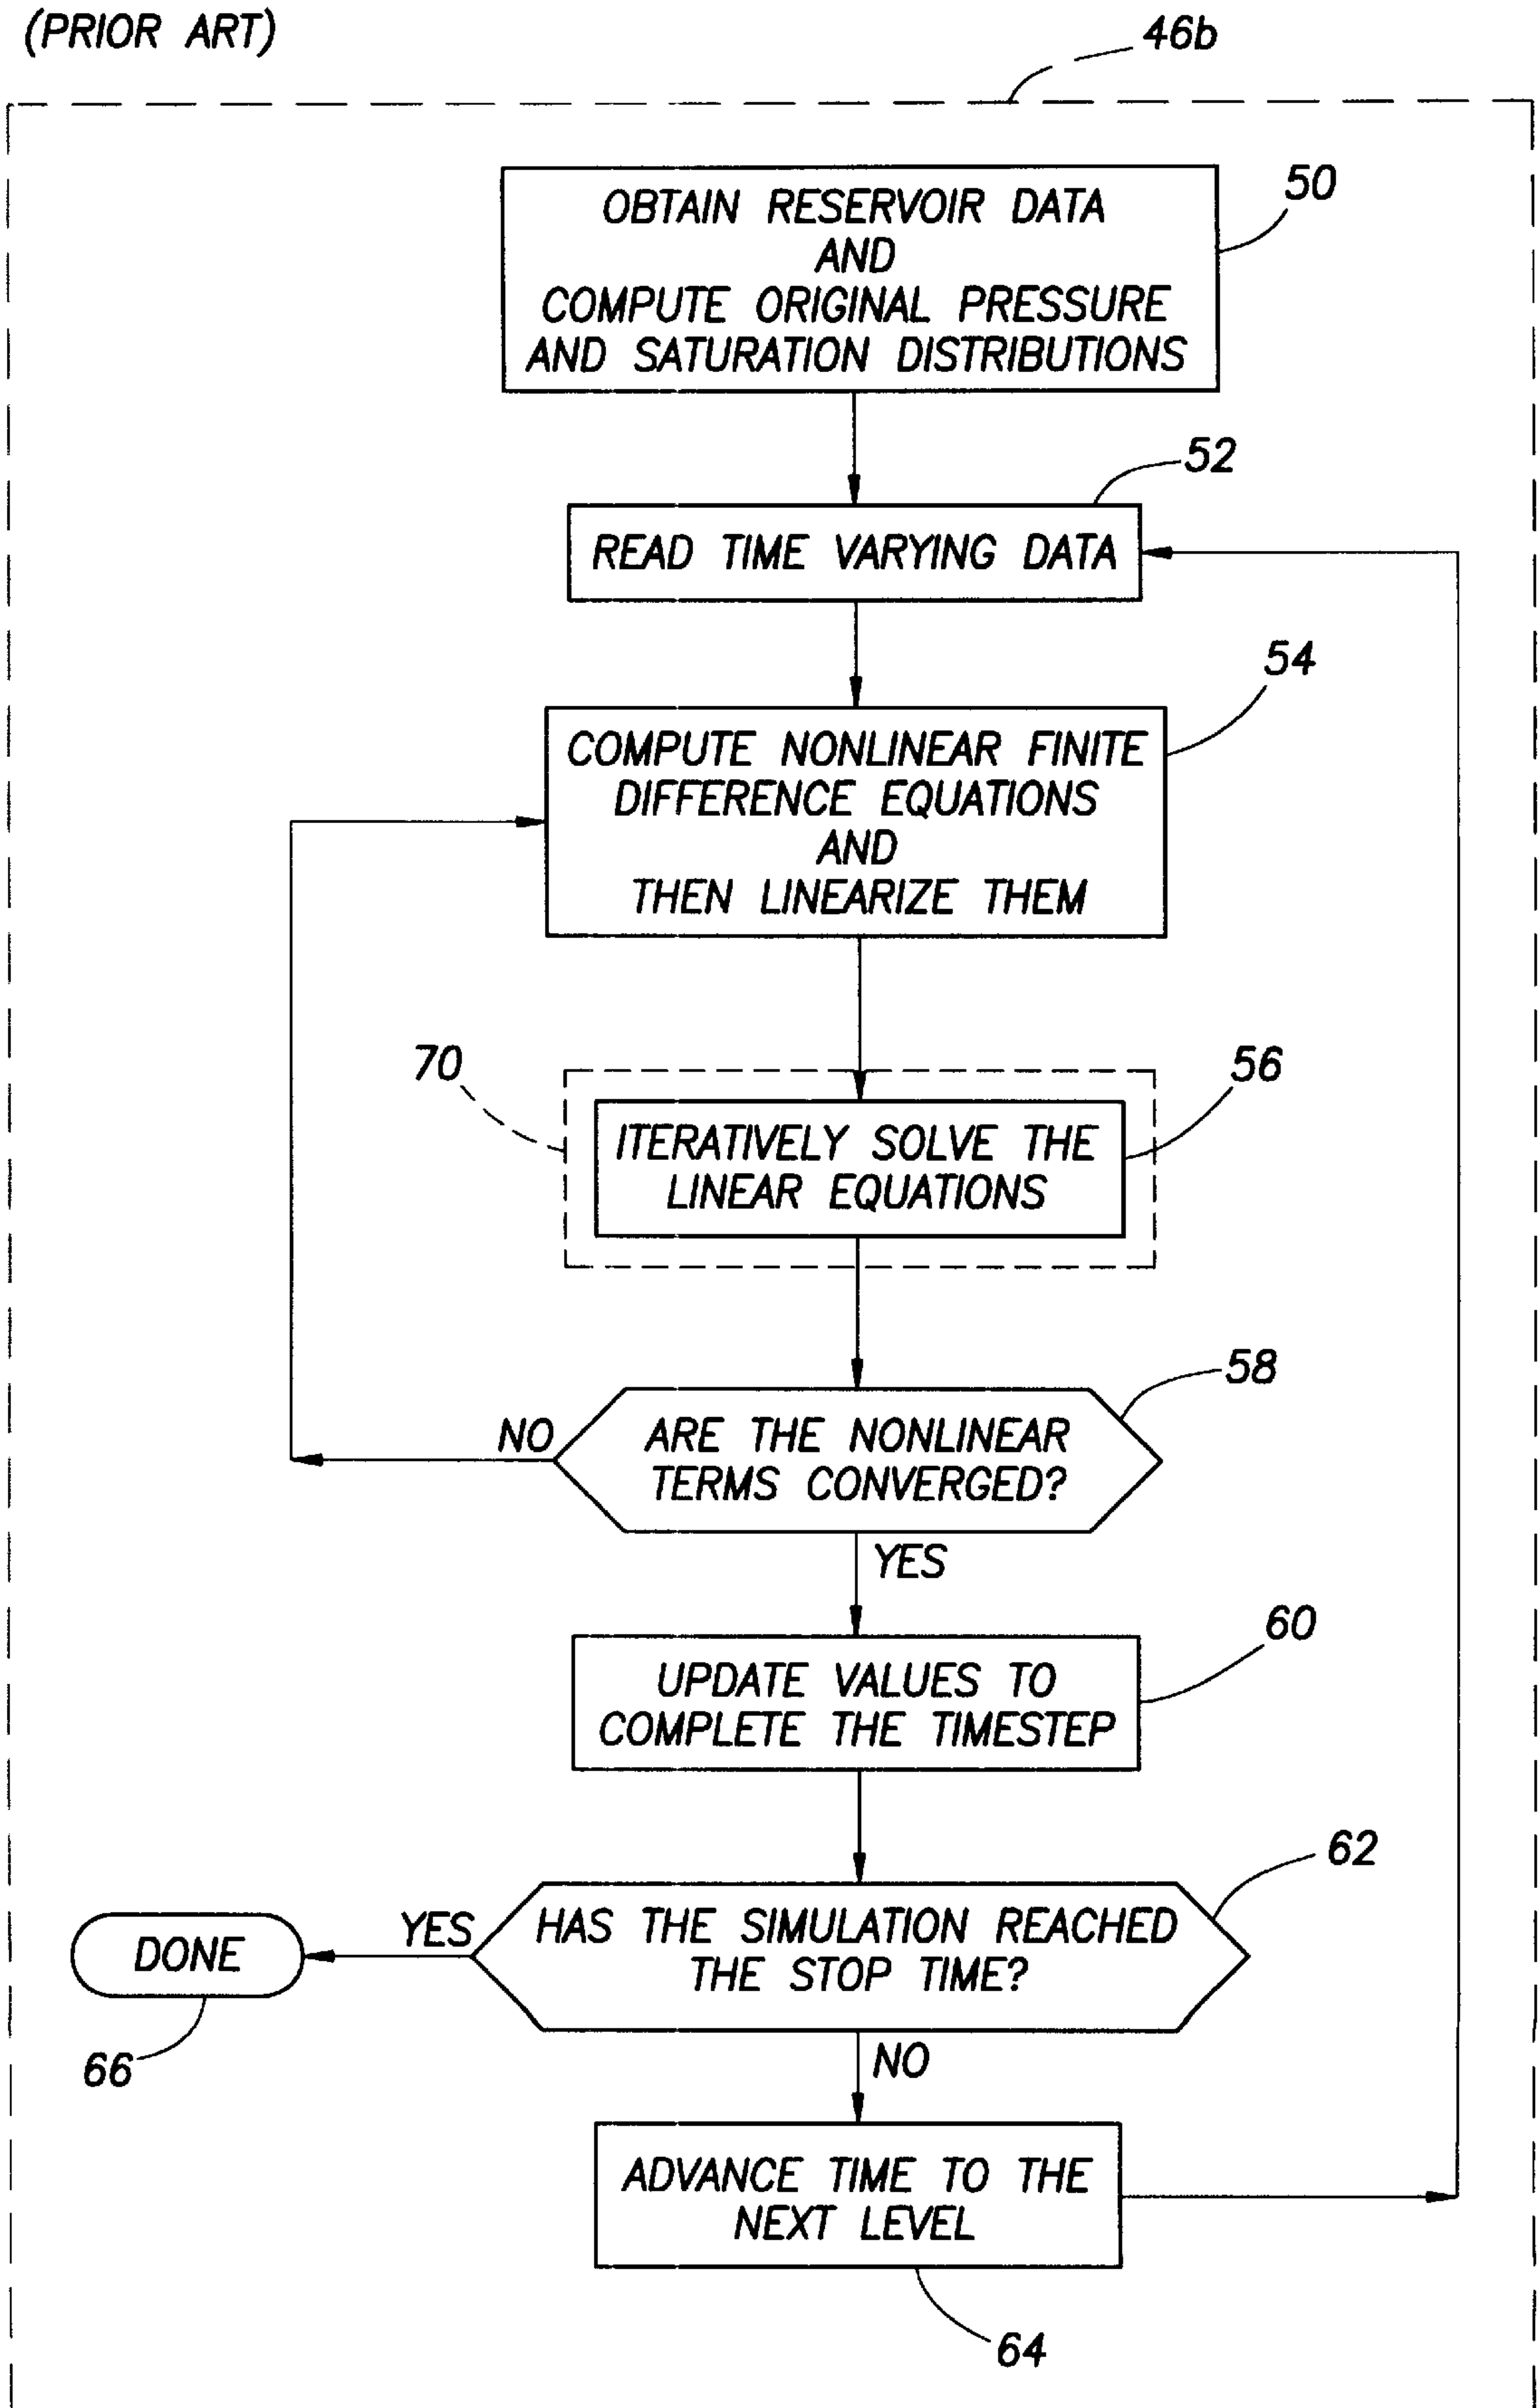 (PRIOR ART)
46b
OBTAIN RESERVOIR DATA
AND
COMPUTE ORIGINAL PRESSURE
AND SATURATION DISTRIBUTIONS
50
52
READ TIME VARYING DATA
54
COMPUTE NONLINEAR FINITE
DIFFERENCE EQUATIONS
AND
THEN LINEARIZE THEM
70
56
ITERATIVELY SOLVE THE
LINEAR EQUATIONS
58
NO
ARE THE NONLINEAR
TERMS CONVERGED?
YES
60
UPDATE VALUES TO
COMPLETE THE TIMESTEP
62
HAS THE SIMULATION REACHED
THE STOP TIME?
YES
DONE
66
NO
ADVANCE TIME TO THE
NEXT LEVEL
64